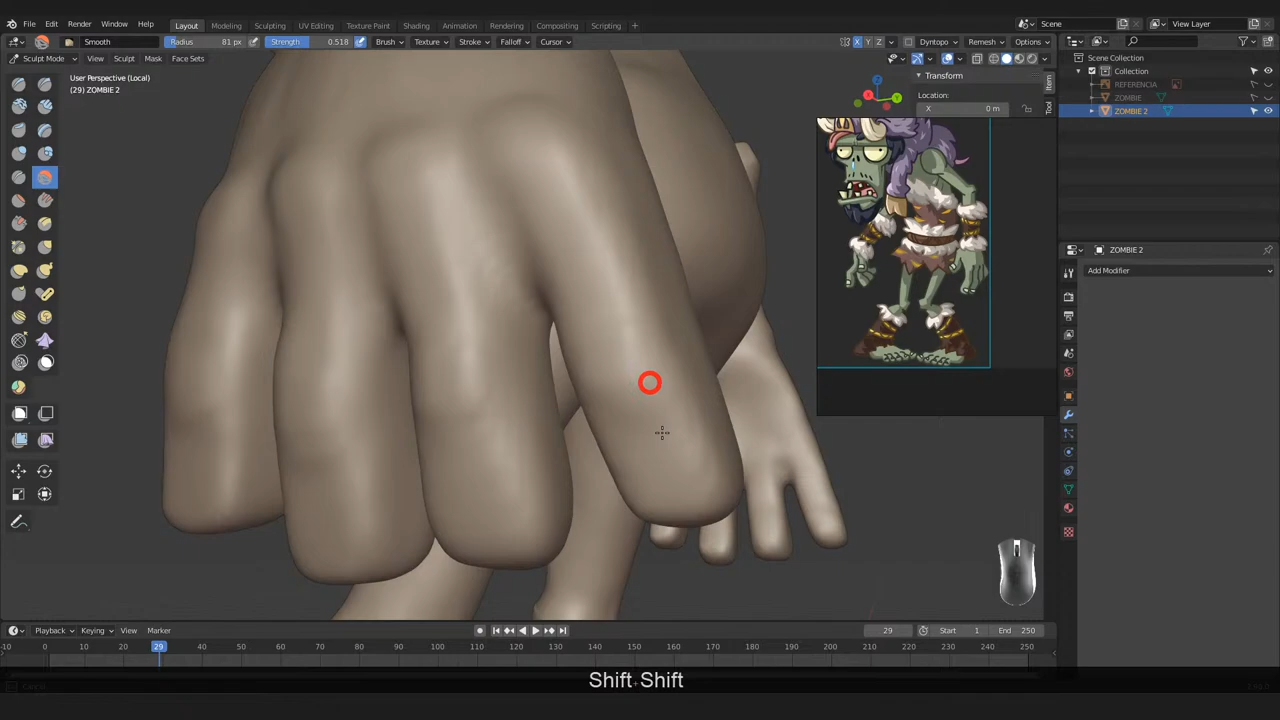 File Edit Render Window Help Layout Modeling Sculpting UV Editing Texture Paint Shading Animation Rendering Compositing Scripting + Scene View Layer
Smooth Radius 81 px Strength 0.518 Brush Texture Stroke Falloff Cursor X Y Z Dyntopo Remesh Options
Sculpt Mode View Sculpt Mask Face Sets
User Perspective (Local)
(29) ZOMBIE 2
Transform
Location:
X 0 m
Item
Tool
Z
X
Y
Scene Collection
Collection
REFERENCIA
ZOMBIE
ZOMBIE 2
ZOMBIE 2
Add Modifier
Playback Keying View Marker 29 Start 1 End 250
-10 0 10 20 29 40 50 60 70 80 90 100 110 120 130 140 150 160 170 180 190 200 210 220 230 240 250
Shift+Shift